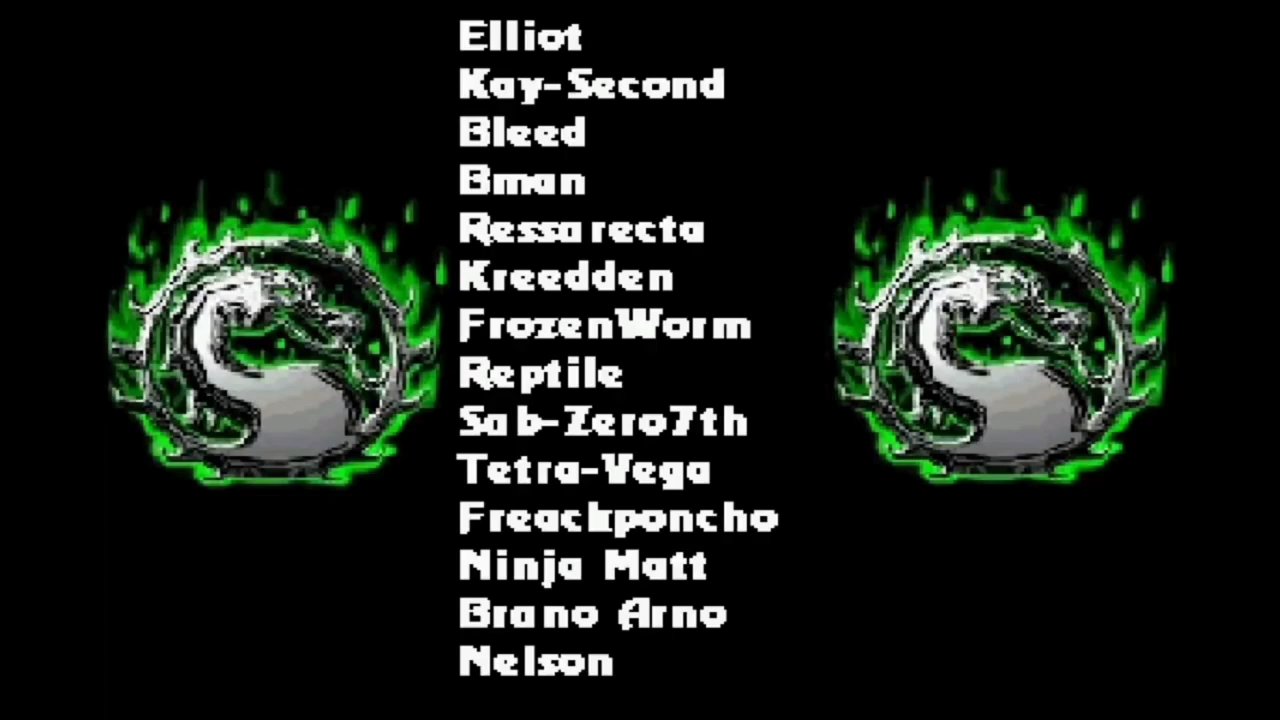 Elliot
Kay-Second
Bleed
Bman
Ressarecta
Kreedden
FrozenWorm
Reptile
Sab-Zero7th
Tetra-Vega
Freackponcho
Ninja Matt
Brano Arno
Nelson